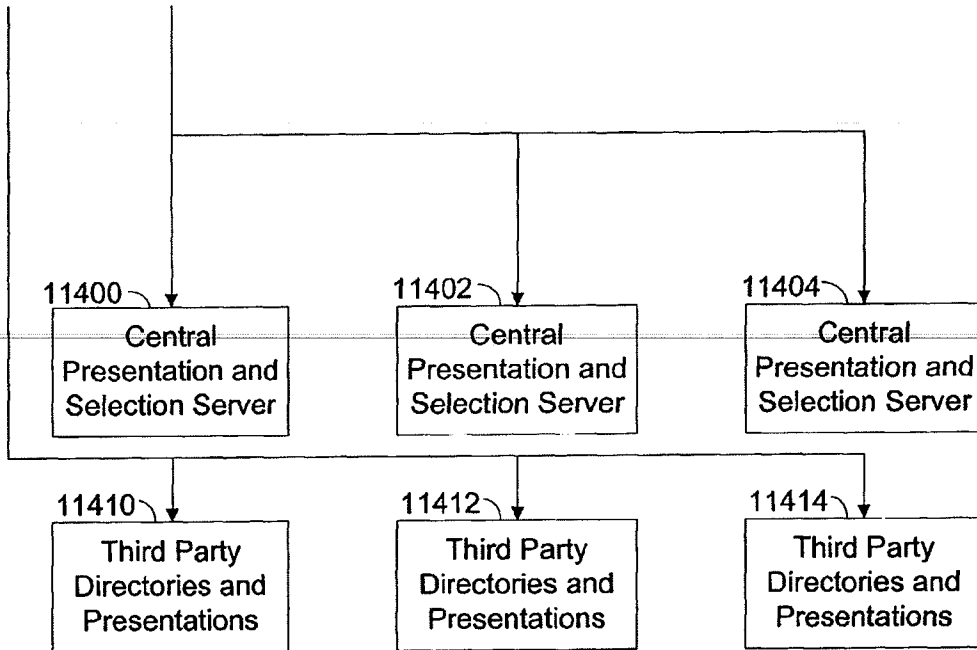 11400
Central
Presentation and
Selection Server
11402
Central
Presentation and
Selection Server
11404
Central
Presentation and
Selection Server
11410
Third Party
Directories and
Presentations
11412
Third Party
Directories and
Presentations
11414
Third Party
Directories and
Presentations